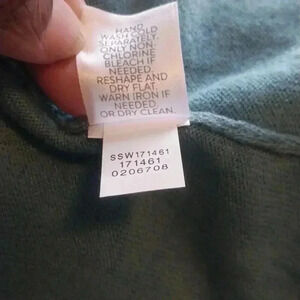 HAND
WASH COLD
SEPARATELY.
ONLY NON-
CHLORINE
BLEACH IF
NEEDED.
RESHAPE AND
DRY FLAT.
WARN IRON IF
NEEDED
OR DRY CLEAN.
SSW171461
171461
0206708